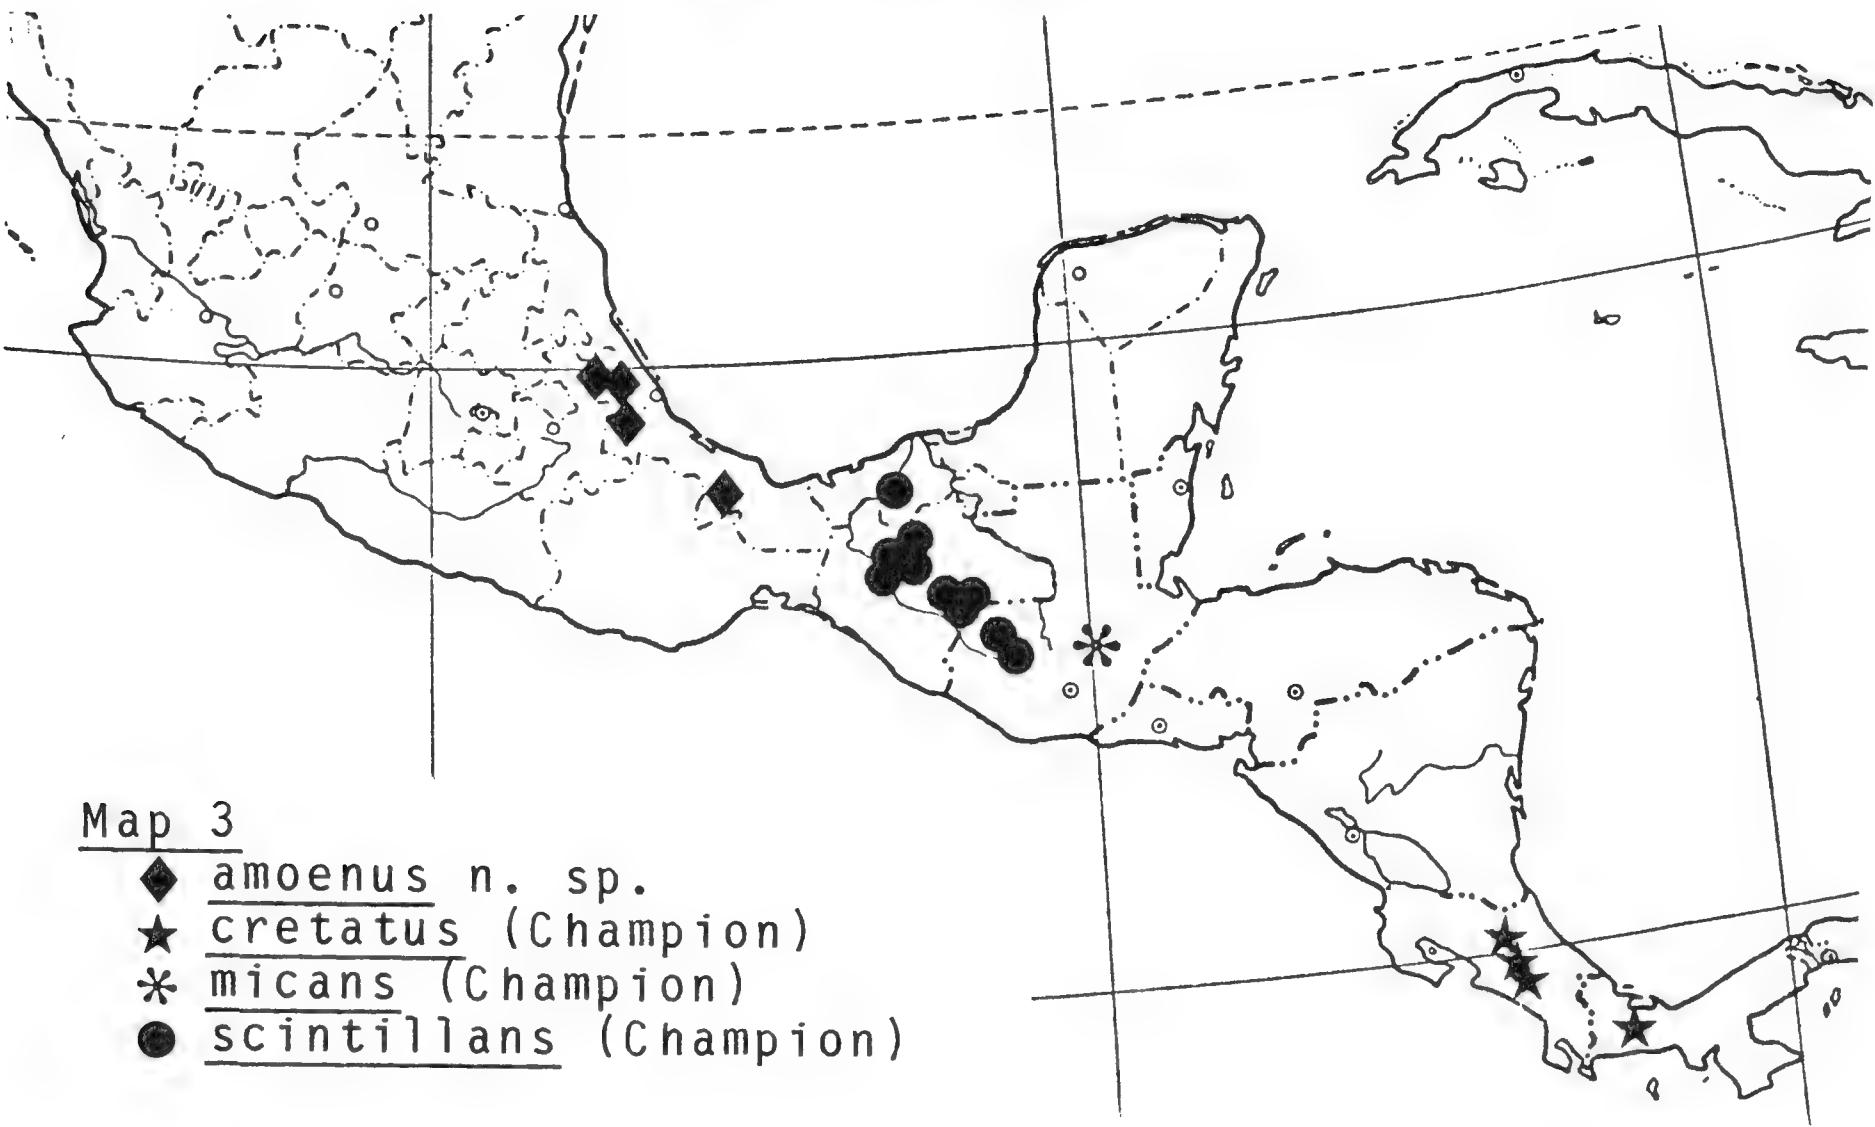 Map 3
amoenus n. sp.
cretatus (Champion)
micans (Champion)
scintillans (Champion)